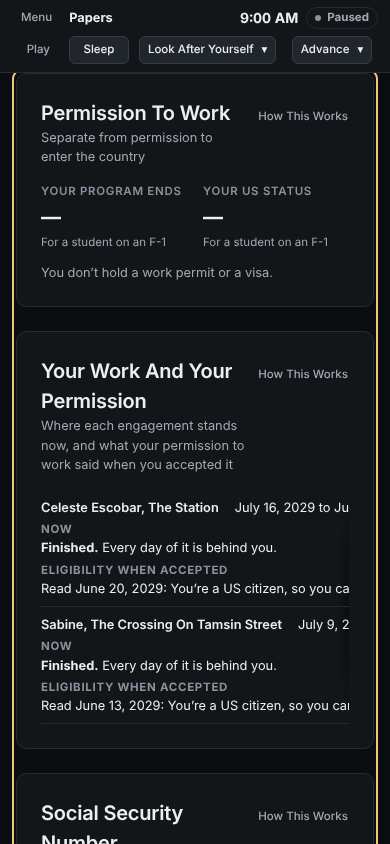 Menu Papers 9:00 AM Paused
Play Sleep Look After Yourself Advance
Permission To Work How This Works
Separate from permission to
enter the country
YOUR PROGRAM ENDS YOUR US STATUS
— —
For a student on an F-1 For a student on an F-1
You don't hold a work permit or a visa.
Your Work And Your How This Works
Permission
Where each engagement stands
now, and what your permission to
work said when you accepted it
Celeste Escobar, The Station July 16, 2029 to Ju
NOW
Finished. Every day of it is behind you.
ELIGIBILITY WHEN ACCEPTED
Read June 20, 2029: You're a US citizen, so you ca
Sabine, The Crossing On Tamsin Street July 9, 2
NOW
Finished. Every day of it is behind you.
ELIGIBILITY WHEN ACCEPTED
Read June 13, 2029: You're a US citizen, so you can
Social Security How This Works
Number